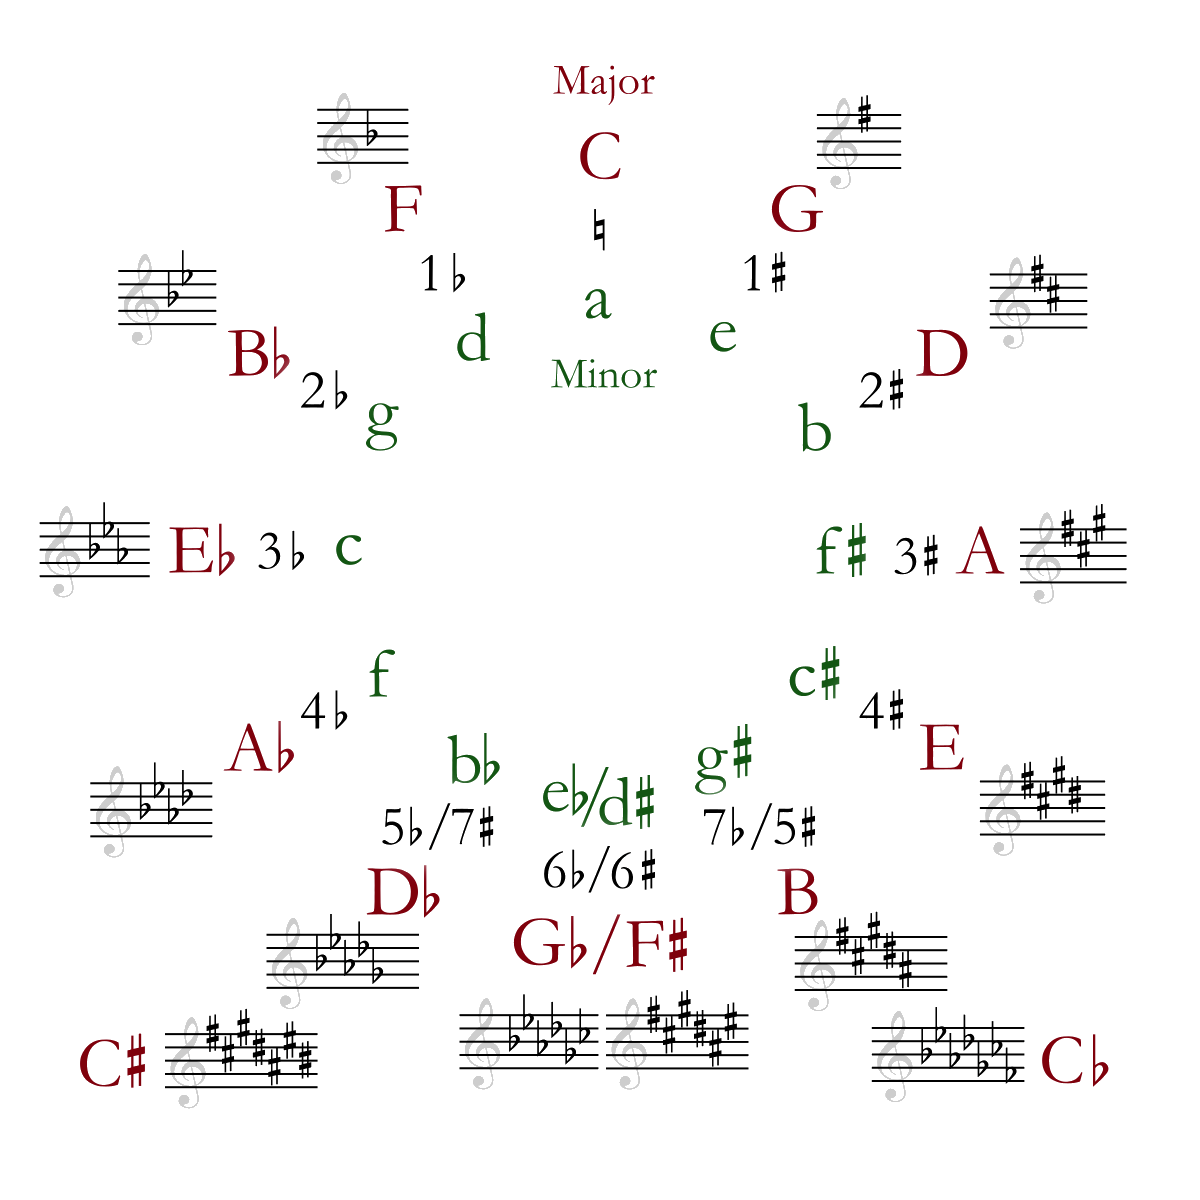 Major
C
♮
a
Minor
G
1♯
e
D
2♯
b
A
3♯
f♯
E
4♯
c♯
B
7♭/5♯
g♯
C♭
G♭/F♯
6♭/6♯
e♭/d♯
D♭
5♭/7♯
b♭
C♯
A♭
4♭
f
E♭
3♭
c
B♭
2♭
g
F
1♭
d